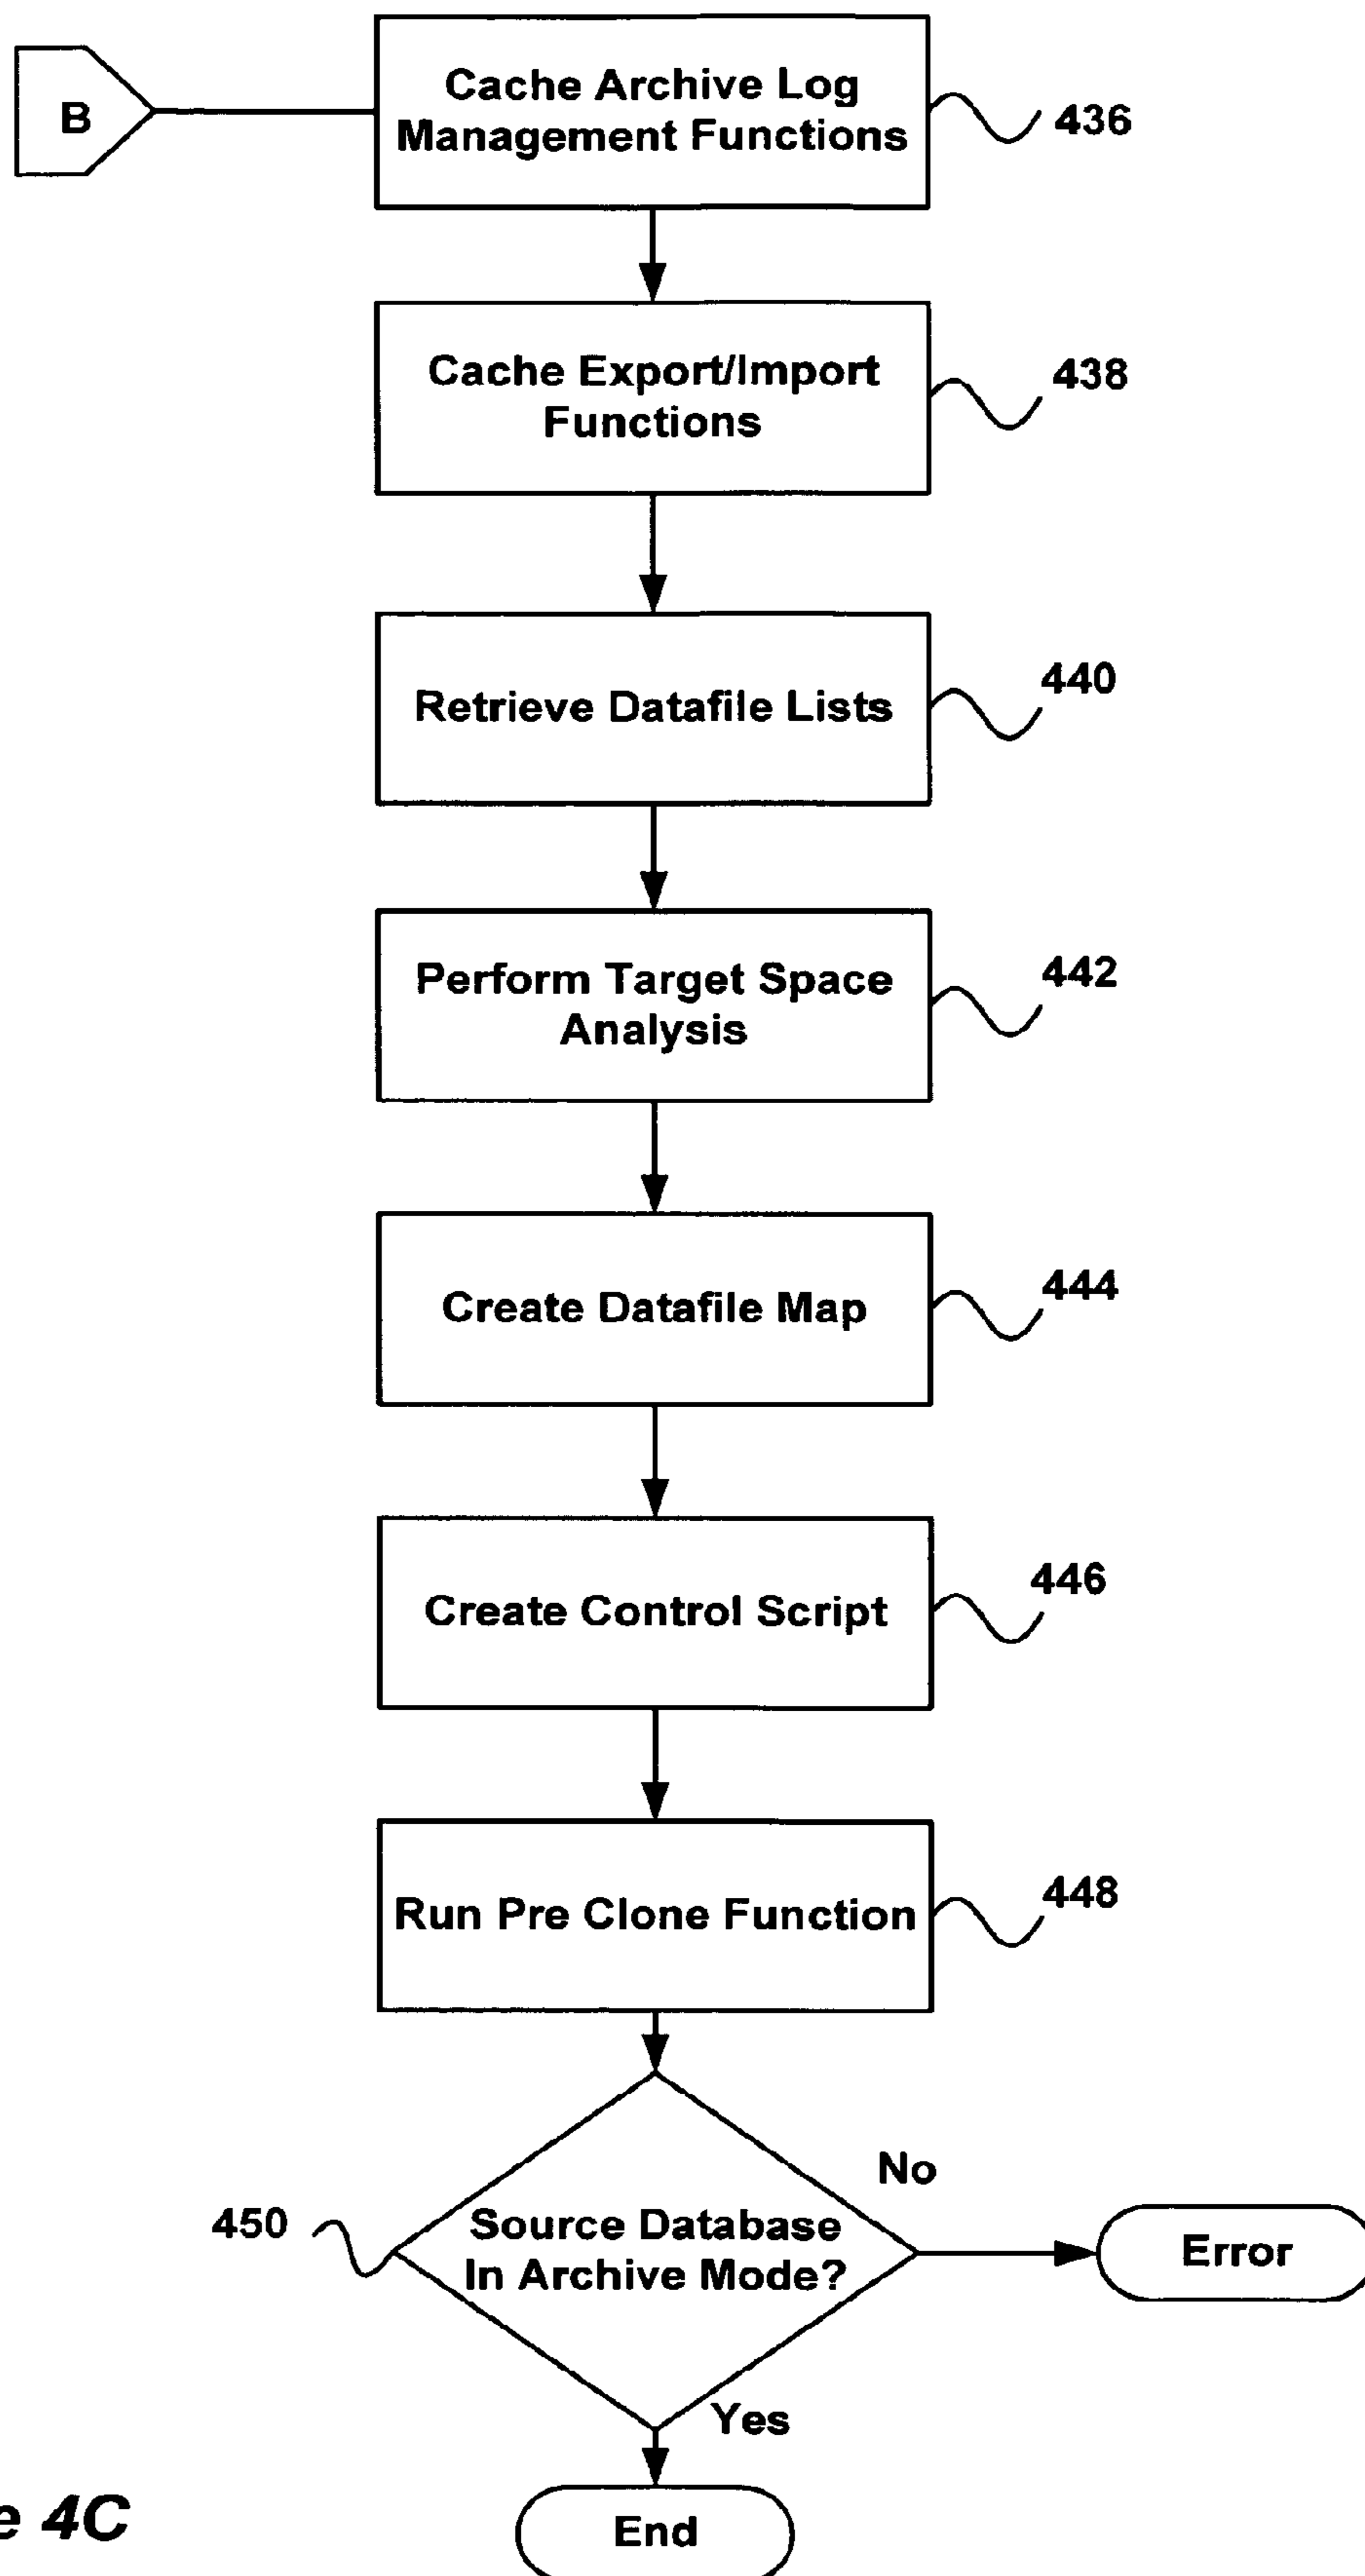 B
Cache Archive Log
Management Functions
436
Cache Export/Import
Functions
438
Retrieve Datafile Lists
440
Perform Target Space
Analysis
442
Create Datafile Map
444
Create Control Script
446
Run Pre Clone Function
448
450
Source Database
In Archive Mode?
No
Error
Yes
End
e 4C